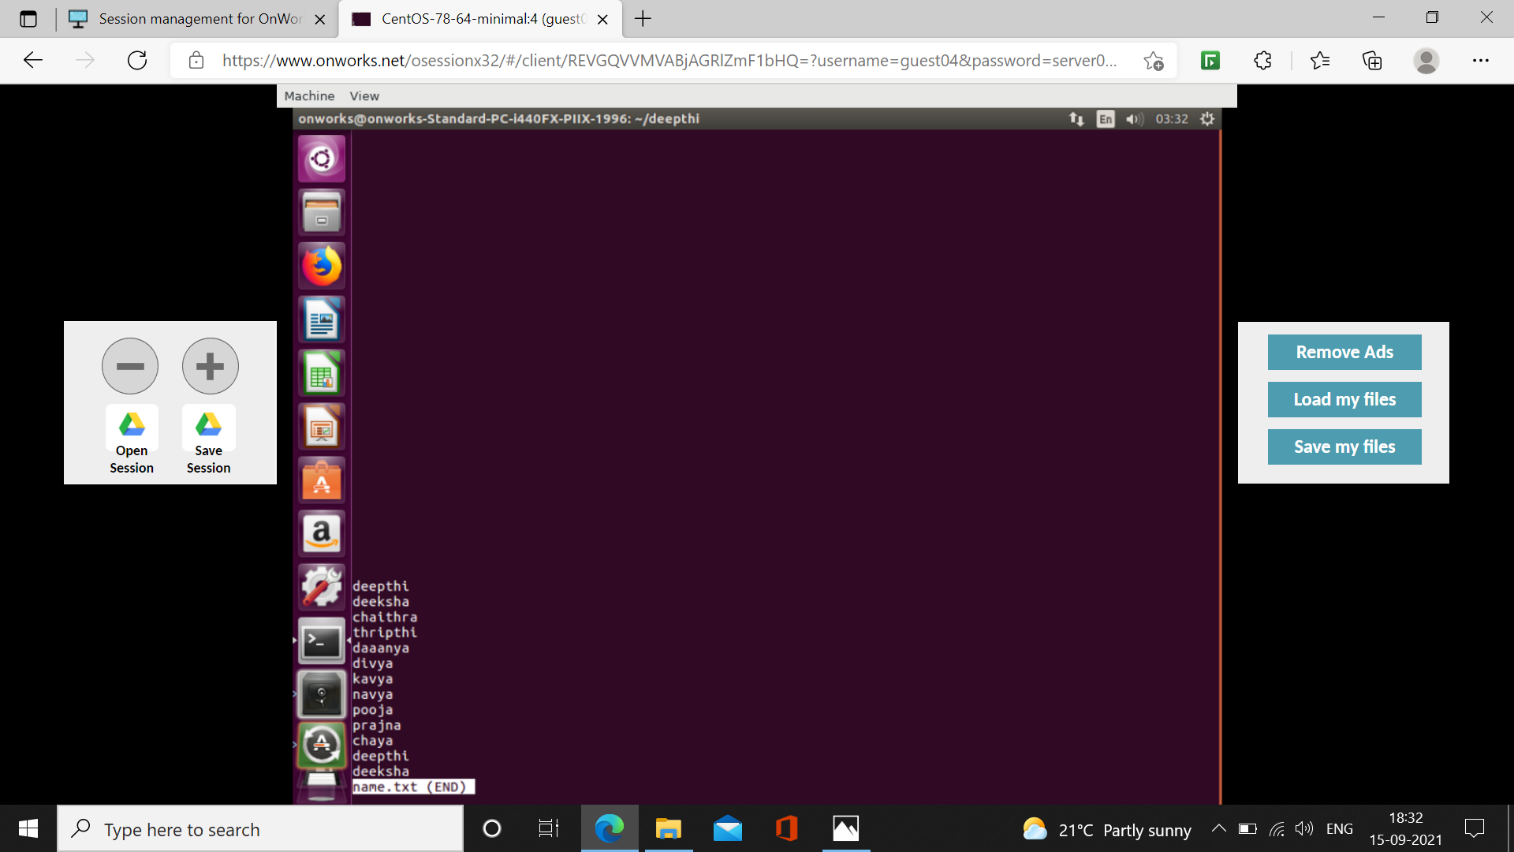 Session management for OnWor
CentOS-78-64-minimal:4 (guest0
https://www.onworks.net/osessionx32/#/client/REVGQVVMVABjAGRlZmF1bHQ=?username=guest04&password=server0...
Machine View
onworks@onworks-Standard-PC-i440FX-PIIX-1996: ~/deepthi
En 03:32
Open Session
Save Session
Remove Ads
Load my files
Save my files
a
deepthi
deeksha
chaithra
thripthi
daaanya
divya
kavya
navya
pooja
prajna
chaya
deepthi
deeksha
name.txt (END)
Type here to search
21°C Partly sunny
ENG
18:32
15-09-2021